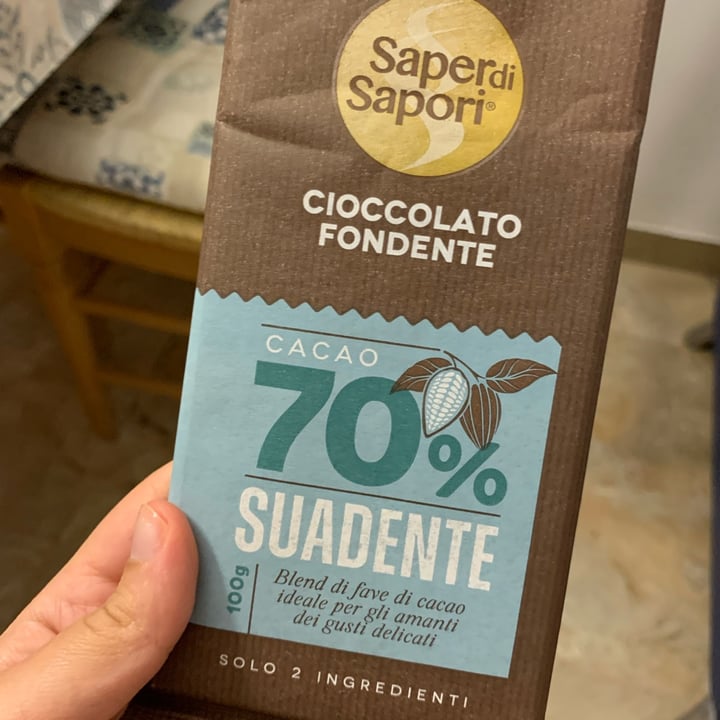 Saper di
Sapori®
CIOCCOLATO
FONDENTE
CACAO
70%
SUADENTE
100g
Blend di fave di cacao
ideale per gli amanti
dei gusti delicati
SOLO 2 INGREDIENTI